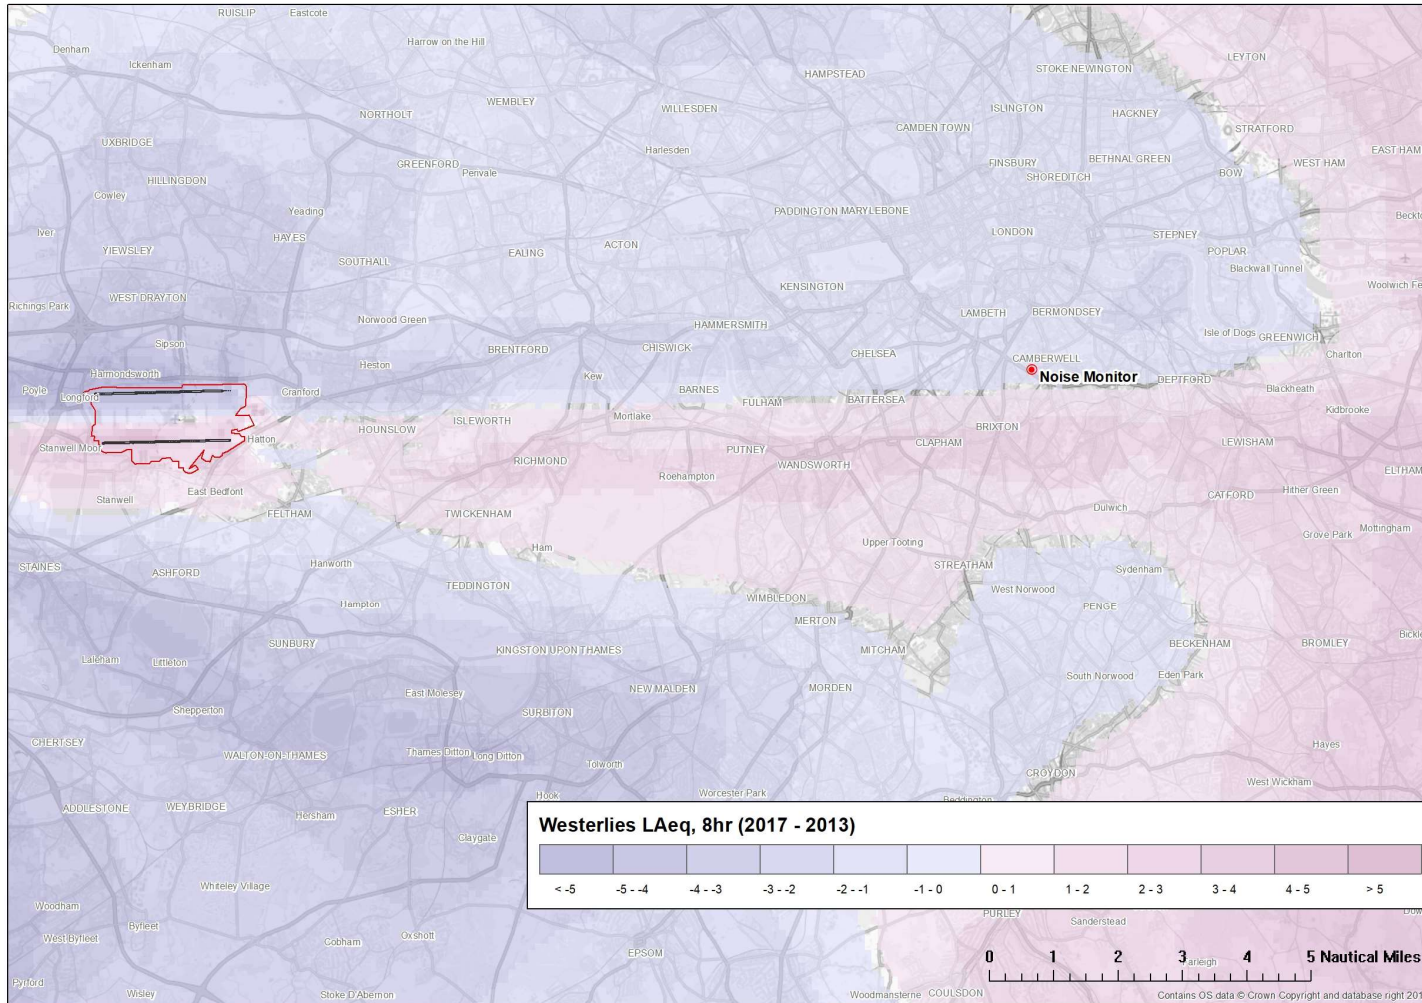 RUISLIP
Eastcote
Denham
Harrow on the Hill
Ickenham
LEYTON
HAMPSTEAD
STOKE NEWINGTON
WEMBLEY
WILLESDEN
ISLINGTON
HACKNEY
NORTHOLT
CAMDEN TOWN
STRATFORD
UXBRIDGE
Harlesden
EAST HAM
GREENFORD
Perivale
FINSBURY
BETHNAL GREEN
WEST HAM
HILLINGDON
SHOREDITCH
BOW
Cowley
Yeading
PADDINGTON
MARYLEBONE
Beckt
Iver
HAYES
LONDON
STEPNEY
YIEWSLEY
EALING
ACTON
POPLAR
SOUTHALL
Blackwall Tunnel
KENSINGTON
Woolwich Fe
Richings Park
WEST DRAYTON
LAMBETH
BERMONDSEY
Norwood Green
HAMMERSMITH
Isle of Dogs
GREENWICH
Sipson
BRENTFORD
CHISWICK
CHELSEA
CAMBERWELL
Charlton
Heston
Kew
Noise Monitor
DEPTFORD
Harmondsworth
Poyle
Longford
Cranford
BARNES
FULHAM
BATTERSEA
Blackheath
Kidbrooke
Mortlake
ISLEWORTH
HOUNSLOW
BRIXTON
Hatton
Stanwell Moo
PUTNEY
CLAPHAM
LEWISHAM
RICHMOND
WANDSWORTH
Roehampton
ELTHAM
East Bedfont
CATFORD
Hither Green
Stanwell
FELTHAM
TWICKENHAM
Dulwich
Mottingham
Grove Park
Ham
Upper Tooting
STAINES
ASHFORD
Hanworth
STREATHAM
Sydenham
TEDDINGTON
West Norwood
Hampton
WIMBLEDON
PENGE
MERTON
SUNBURY
KINGSTON UPON THAMES
MITCHAM
BECKENHAM
BROMLEY
Bickle
Laleham
Littleton
South Norwood
Eden Park
East Molesey
NEW MALDEN
MORDEN
Shepperton
SURBITON
CHERTSEY
WALTON-ON-THAMES
Thames Ditton
Long Ditton
Tolworth
Hayes
CROYDON
West Wickham
Hook
Worcester Park
Beddington
ADDLESTONE
WEYBRIDGE
Hersham
ESHER
Claygate
Westerlies LAeq, 8hr (2017 - 2013)
< -5 -5 - -4 -4 - -3 -3 - -2 -2 - -1 -1 - 0 0 - 1 1 - 2 2 - 3 3 - 4 4 - 5 > 5
Whiteley Village
Woodham
Byfleet
West Byfleet
Cobham
Oxshott
EPSOM
PURLEY
Sanderstead
Dow
0 1 2 3 4 5 Nautical Miles
Farleigh
Pyrford
Wisley
Stoke D'Abernon
Woodmansterne
COULSDON
Contains OS data © Crown Copyright and database right 201